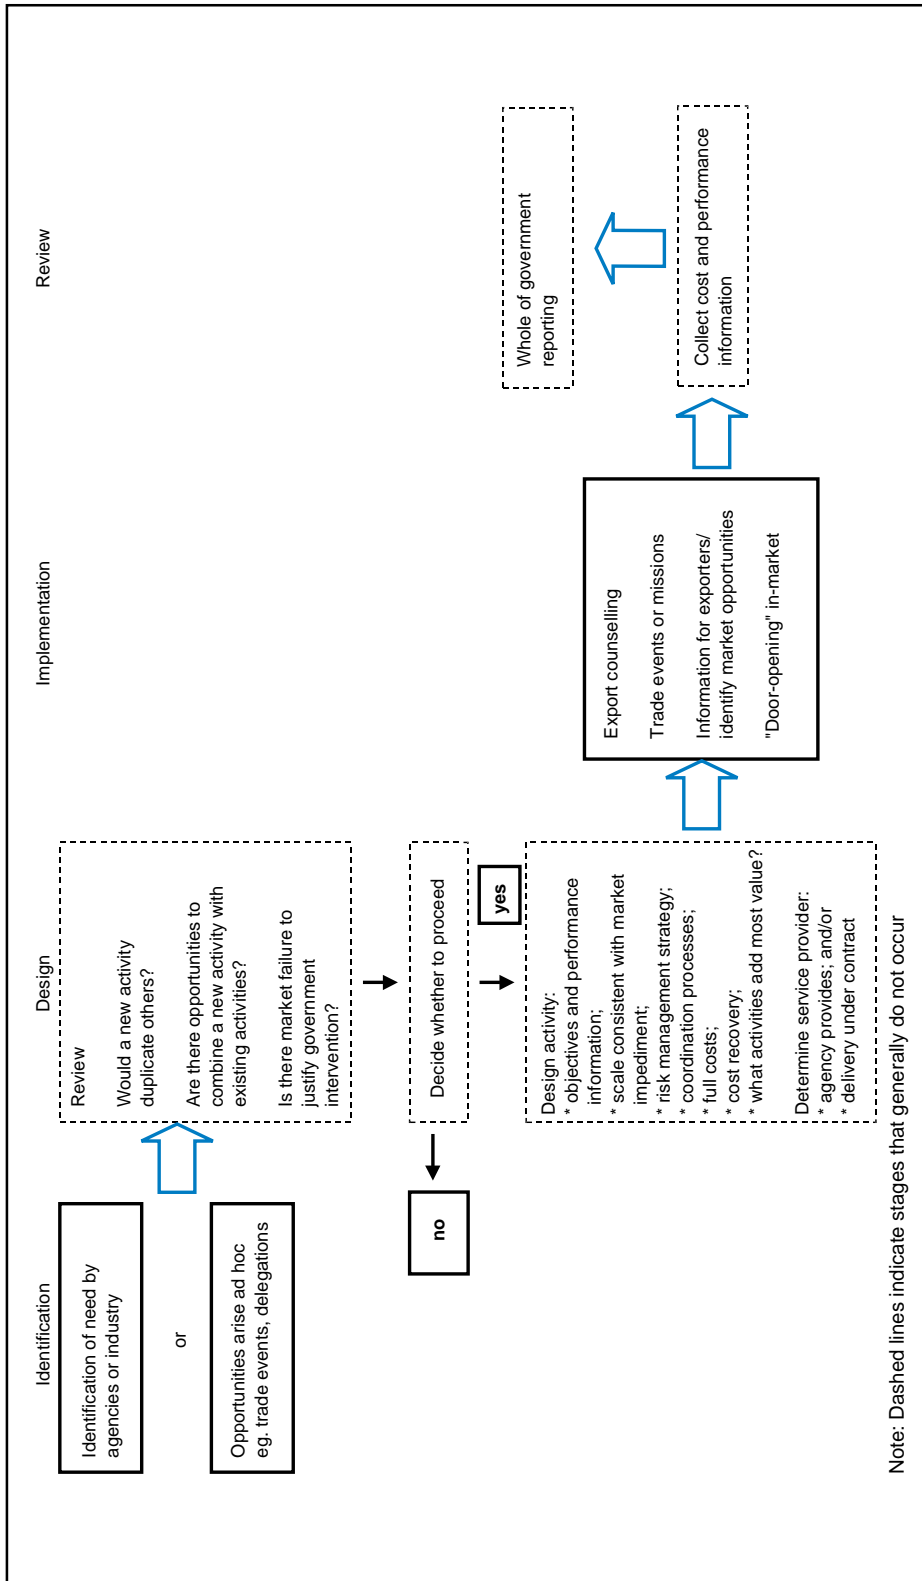 Identification
Design
Implementation
Review
Identification of need by
agencies or industry
or
Opportunities arise ad hoc
eg. trade events, delegations
Review
Would a new activity
duplicate others?
Are there opportunities to
combine a new activity with
existing activities?
Is there market failure to
justify government
intervention?
Decide whether to proceed
no
yes
Design activity:
* objectives and performance
information;
* scale consistent with market
impediment;
* risk management strategy;
* coordination processes;
* full costs;
* cost recovery;
* what activities add most value?
Determine service provider:
* agency provides; and/or
* delivery under contract
Export counselling
Trade events or missions
Information for exporters/
identify market opportunities
"Door-opening" in-market
Collect cost and performance
information
Whole of government
reporting
Note: Dashed lines indicate stages that generally do not occur